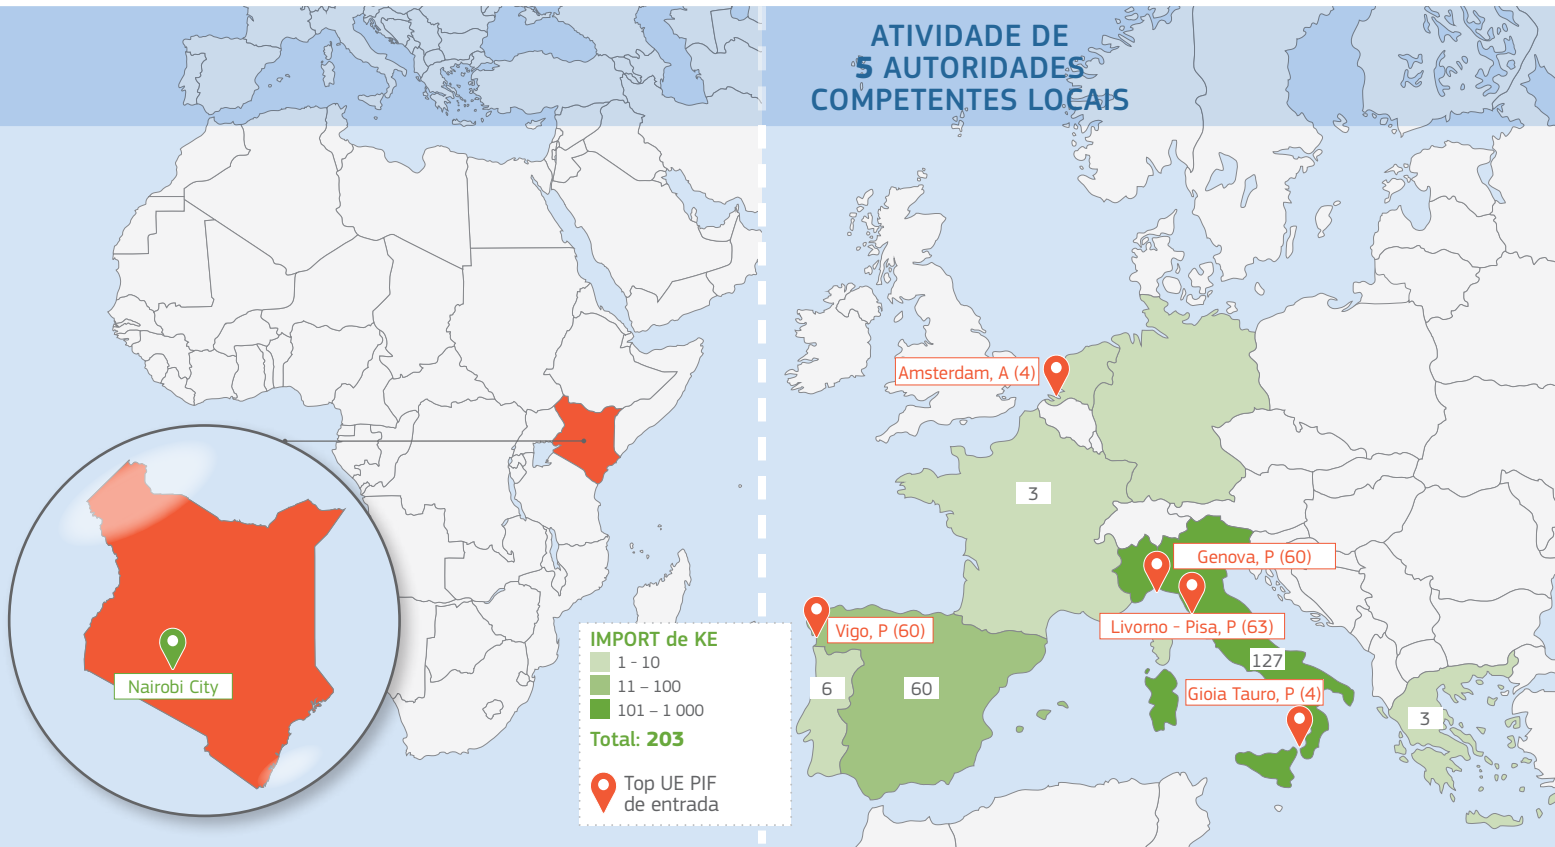 ATIVIDADE DE
5 AUTORIDADES
COMPETENTES LOCAIS
Amsterdam, A (4)
3
Genova, P (60)
Livorno - Pisa, P (63)
Vigo, P (60)
127
6
60
Gioia Tauro, P (4)
3
Nairobi City
IMPORT de KE
1 - 10
11 – 100
101 – 1 000
Total: 203
Top UE PIF
de entrada